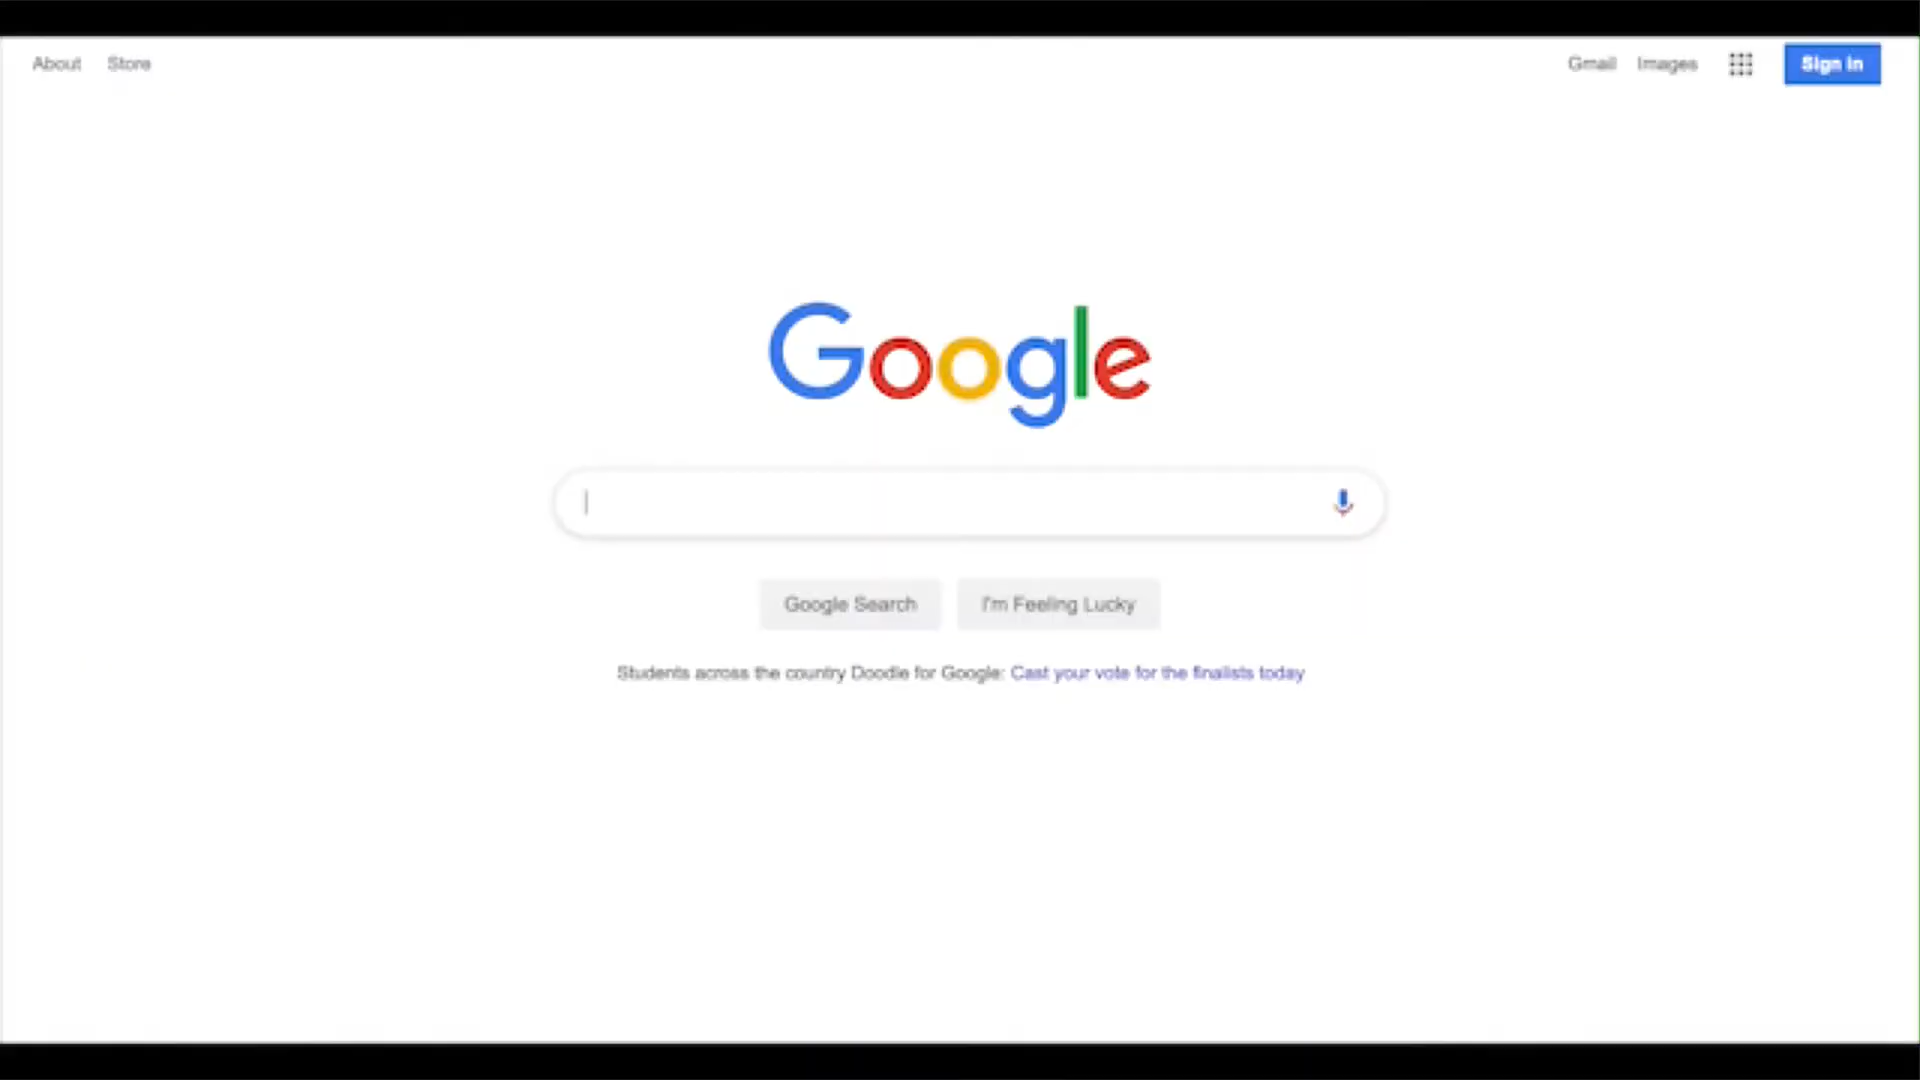 About Store Gmail Images Sign in
Google
Google Search I'm Feeling Lucky
Students across the country Doodle for Google: Cast your vote for the finalists today